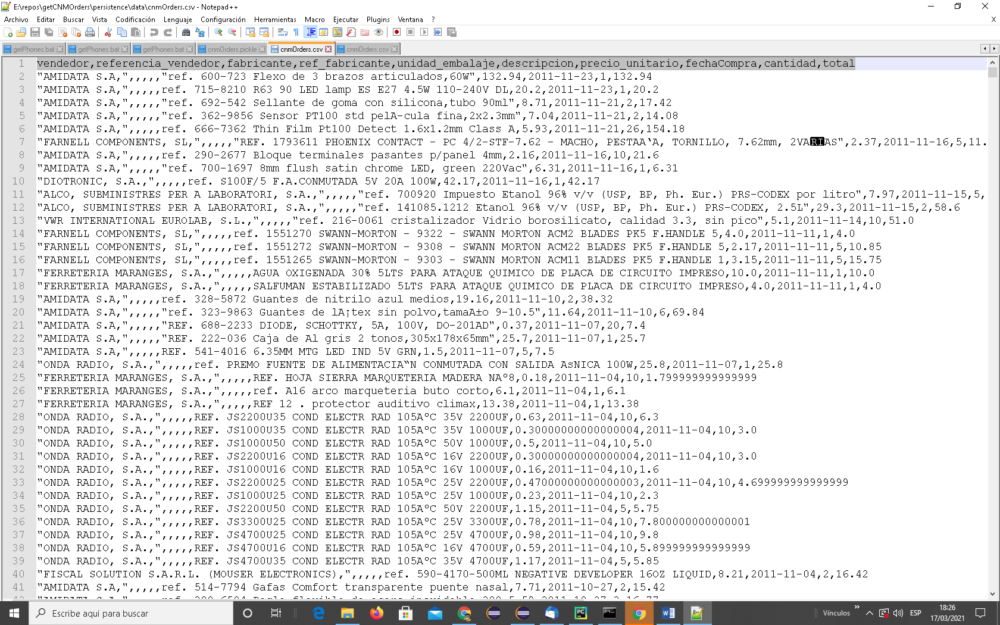 E:\repos\getCNMOrders\persistence\data\cnmOrders.csv - Notepad++
Archivo Editar Buscar Vista Codificación Lenguaje Configuración Herramientas Macro Ejecutar Plugins Ventana ? X
getPhones.bat getPhones.bat getPhones.bat cnmOrders.pickle cnmOrders.csv cnmOrders.csv
1 vendedor,referencia_vendedor,fabricante,ref_fabricante,unidad_embalaje,descripcion,precio_unitario,fechaCompra,cantidad,total
2 "AMIDATA S.A,",,,,,"ref. 600-723 Flexo de 3 brazos articulados,60W",132.94,2011-11-23,1,132.94
3 "AMIDATA S.A,",,,,,ref. 715-8210 R63 90 LED lamp ES E27 4.5W 110-240V DL,20.2,2011-11-23,1,20.2
4 "AMIDATA S.A,",,,,,"ref. 692-542 Sellante de goma con silicona,tubo 90ml",8.71,2011-11-21,2,17.42
5 "AMIDATA S.A,",,,,,"ref. 362-9856 Sensor PT100 std pelA-cula fina,2x2.3mm",7.04,2011-11-21,2,14.08
6 "AMIDATA S.A,",,,,,ref. 666-7362 Thin Film Pt100 Detect 1.6x1.2mm Class A,5.93,2011-11-21,26,154.18
7 "FARNELL COMPONENTS, SL,",,,,,"REF. 1793611 PHOENIX CONTACT - PC 4/2-STF-7.62 - MACHO, PESTAA‘A, TORNILLO, 7.62mm, 2VARIAS",2.37,2011-11-16,5,11.
8 "AMIDATA S.A,",,,,,ref. 290-2677 Bloque terminales pasantes p/panel 4mm,2.16,2011-11-16,10,21.6
9 "AMIDATA S.A,",,,,,"ref. 700-1697 8mm flush satin chrome LED, green 220Vac",6.31,2011-11-16,1,6.31
10 "DIOTRONIC, S.A.,",,,,,ref. S100F/5 F.A.CONMUTADA 5V 20A 100W,42.17,2011-11-16,1,42.17
11 "ALCO, SUBMINISTRES PER A LABORATORI, S.A.,",,,,,"ref. 700920 Impuesto Etanol 96% v/v (USP, BP, Ph. Eur.) PRS-CODEX por litro",7.97,2011-11-15,5,
12 "ALCO, SUBMINISTRES PER A LABORATORI, S.A.,",,,,,"ref. 141085.1212 Etanol 96% v/v (USP, BP, Ph. Eur.) PRS-CODEX, 2.5L",29.3,2011-11-15,2,58.6
13 "VWR INTERNATIONAL EUROLAB, S.L.,",,,,,"ref. 216-0061 cristalizador Vidrio borosilicato, calidad 3.3, sin pico",5.1,2011-11-14,10,51.0
14 "FARNELL COMPONENTS, SL,",,,,,ref. 1551270 SWANN-MORTON - 9322 - SWANN MORTON ACM2 BLADES PK5 F.HANDLE 5,4.0,2011-11-11,1,4.0
15 "FARNELL COMPONENTS, SL,",,,,,ref. 1551272 SWANN-MORTON - 9308 - SWANN MORTON ACM22 BLADES PK5 F.HANDLE 5,2.17,2011-11-11,5,10.85
16 "FARNELL COMPONENTS, SL,",,,,,ref. 1551265 SWANN-MORTON - 9303 - SWANN MORTON ACM11 BLADES PK5 F.HANDLE 1,3.15,2011-11-11,5,15.75
17 "FERRETERIA MARANGES, S.A.,",,,,,AGUA OXIGENADA 30% 5LTS PARA ATAQUE QUIMICO DE PLACA DE CIRCUITO IMPRESO,10.0,2011-11-11,1,10.0
18 "FERRETERIA MARANGES, S.A.,",,,,,SALFUMAN ESTABILIZADO 5LTS PARA ATAQUE QUIMICO DE PLACA DE CIRCUITO IMPRESO,4.0,2011-11-11,1,4.0
19 "AMIDATA S.A,",,,,,ref. 328-5872 Guantes de nitrilo azul medios,19.16,2011-11-10,2,38.32
20 "AMIDATA S.A,",,,,,"ref. 323-9863 Guantes de lA¡tex sin polvo,tamaA±o 9-10.5",11.64,2011-11-10,6,69.84
21 "AMIDATA S.A,",,,,,"REF. 688-2233 DIODE, SCHOTTKY, 5A, 100V, DO-201AD",0.37,2011-11-07,20,7.4
22 "AMIDATA S.A,",,,,,"REF. 222-036 Caja de Al gris 2 tonos,305x178x65mm",25.7,2011-11-07,1,25.7
23 "AMIDATA S.A,",,,,,REF. 541-4016 6.35MM MTG LED IND 5V GRN,1.5,2011-11-07,5,7.5
24 "ONDA RADIO, S.A.,",,,,,ref. PREMO FUENTE DE ALIMENTACIA“N CONMUTADA CON SALIDA AsNICA 100W,25.8,2011-11-07,1,25.8
25 "FERRETERIA MARANGES, S.A.,",,,,,REF. HOJA SIERRA MARQUETERIA MADERA NAº8,0.18,2011-11-04,10,1.799999999999999
26 "FERRETERIA MARANGES, S.A.,",,,,,ref. A16 arco marqueteria buto corto,6.1,2011-11-04,1,6.1
27 "FERRETERIA MARANGES, S.A.,",,,,,REF 12 . protector auditivo climax,13.38,2011-11-04,1,13.38
28 "ONDA RADIO, S.A.,",,,,,REF. JS2200U35 COND ELECTR RAD 105AºC 35V 2200UF,0.63,2011-11-04,10,6.3
29 "ONDA RADIO, S.A.,",,,,,REF. JS1000U35 COND ELECTR RAD 105AºC 35V 1000UF,0.30000000000000004,2011-11-04,10,3.0
30 "ONDA RADIO, S.A.,",,,,,REF. JS1000U50 COND ELECTR RAD 105AºC 50V 1000UF,0.5,2011-11-04,10,5.0
31 "ONDA RADIO, S.A.,",,,,,REF. JS2200U16 COND ELECTR RAD 105AºC 16V 2200UF,0.30000000000000004,2011-11-04,10,3.0
32 "ONDA RADIO, S.A.,",,,,,REF. JS1000U16 COND ELECTR RAD 105AºC 16V 1000UF,0.16,2011-11-04,10,1.6
33 "ONDA RADIO, S.A.,",,,,,REF. JS2200U25 COND ELECTR RAD 105AºC 25V 2200UF,0.47000000000000003,2011-11-04,10,4.699999999999999
34 "ONDA RADIO, S.A.,",,,,,REF. JS1000U25 COND ELECTR RAD 105AºC 25V 1000UF,0.23,2011-11-04,10,2.3
35 "ONDA RADIO, S.A.,",,,,,REF. JS2200U50 COND ELECTR RAD 105AºC 50V 2200UF,1.15,2011-11-04,5,5.75
36 "ONDA RADIO, S.A.,",,,,,REF. JS3300U25 COND ELECTR RAD 105AºC 25V 3300UF,0.78,2011-11-04,10,7.800000000000001
37 "ONDA RADIO, S.A.,",,,,,REF. JS4700U25 COND ELECTR RAD 105AºC 25V 4700UF,0.98,2011-11-04,10,9.8
38 "ONDA RADIO, S.A.,",,,,,REF. JS4700U16 COND ELECTR RAD 105AºC 16V 4700UF,0.59,2011-11-04,10,5.899999999999999
39 "ONDA RADIO, S.A.,",,,,,REF. JS4700U35 COND ELECTR RAD 105AºC 35V 4700UF,1.17,2011-11-04,5,5.85
40 "FISCAL SOLUTION S.A.R.L. (MOUSER ELECTRONICS),",,,,,ref. 590-4170-500ML NEGATIVE DEVELOPER 16OZ LIQUID,8.21,2011-11-04,2,16.42
41 "AMIDATA S.A,",,,,,ref. 514-7794 Gafas Comfort transparente puente nasal,7.71,2011-10-27,2,15.42
Escribe aquí para buscar
Vínculos » ESP 18:26
17/03/2021